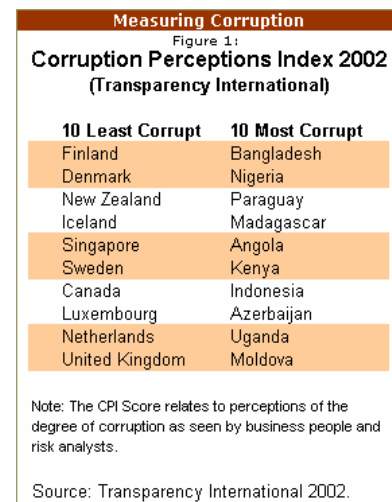 Measuring Corruption
Figure 1:
Corruption Perceptions Index 2002
(Transparency International)
10 Least Corrupt 10 Most Corrupt
Finland Bangladesh
Denmark Nigeria
New Zealand Paraguay
Iceland Madagascar
Singapore Angola
Sweden Kenya
Canada Indonesia
Luxembourg Azerbaijan
Netherlands Uganda
United Kingdom Moldova
Note: The CPI Score relates to perceptions of the
degree of corruption as seen by business people and
risk analysts.
Source: Transparency International 2002.